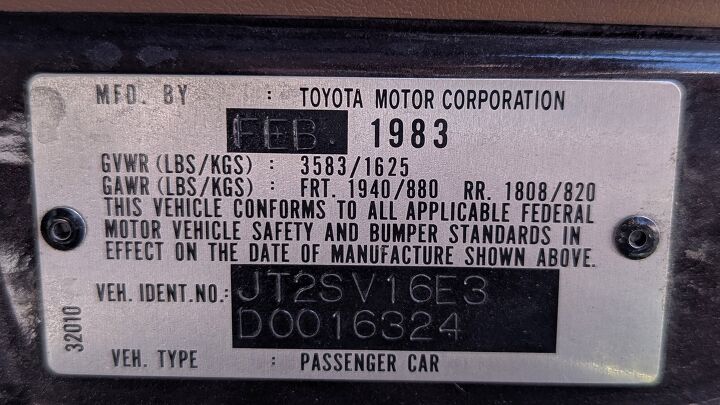 MFD. BY : TOYOTA MOTOR CORPORATION
FEB. 1983
GVWR (LBS/KGS) : 3583/1625
GAWR (LBS/KGS) : FRT. 1940/880 RR. 1808/820
THIS VEHICLE CONFORMS TO ALL APPLICABLE FEDERAL
MOTOR VEHICLE SAFETY AND BUMPER STANDARDS IN
EFFECT ON THE DATE OF MANUFACTURE SHOWN ABOVE.
VEH. IDENT.NO.: JT2SV16E3
D0016324
32010
VEH. TYPE : PASSENGER CAR